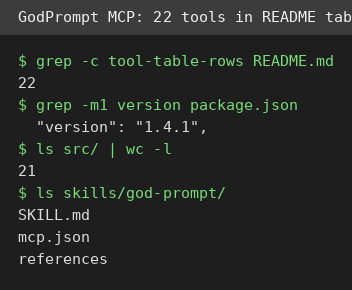 GodPrompt MCP: 22 tools in README tab
$ grep -c tool-table-rows README.md
22
$ grep -m1 version package.json
  "version": "1.4.1",
$ ls src/ | wc -l
21
$ ls skills/god-prompt/
SKILL.md
mcp.json
references